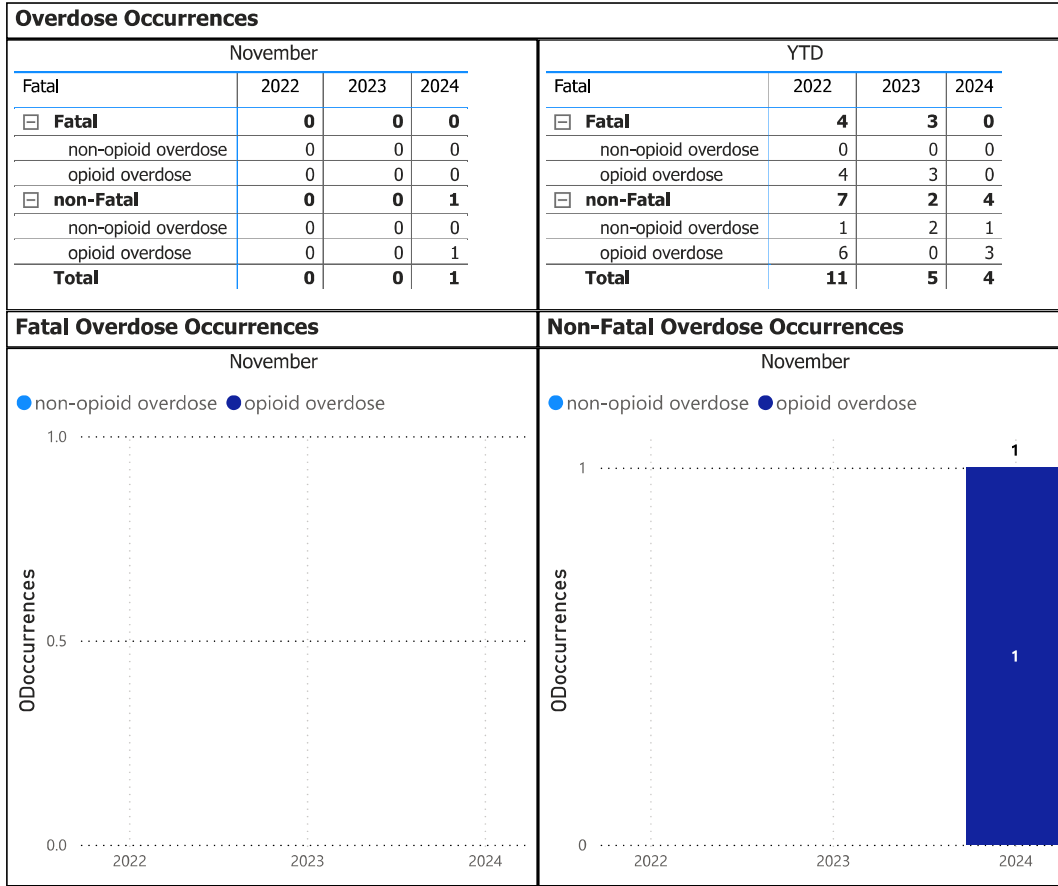 Overdose Occurrences
November
Fatal 2022 2023 2024
Fatal 0 0 0
non-opioid overdose 0 0 0
opioid overdose 0 0 0
non-Fatal 0 0 1
non-opioid overdose 0 0 0
opioid overdose 0 0 1
Total 0 0 1
YTD
Fatal 2022 2023 2024
Fatal 4 3 0
non-opioid overdose 0 0 0
opioid overdose 4 3 0
non-Fatal 7 2 4
non-opioid overdose 1 2 1
opioid overdose 6 0 3
Total 11 5 4
Fatal Overdose Occurrences
November
non-opioid overdose opioid overdose
1.0
0.5
0.0
ODoccurrences
2022 2023 2024
Non-Fatal Overdose Occurrences
November
non-opioid overdose opioid overdose
1
1
1
0
ODoccurrences
2022 2023 2024